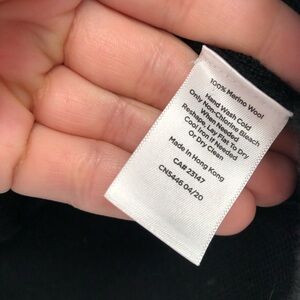 100% Merino Wool
Hand Wash Cold
Only Non-Chlorine Bleach
When Needed
Reshape, Lay Flat To Dry
Cool Iron if Needed
Or Dry Clean
Made in Hong Kong
CA# 23147
CN5446 04/20